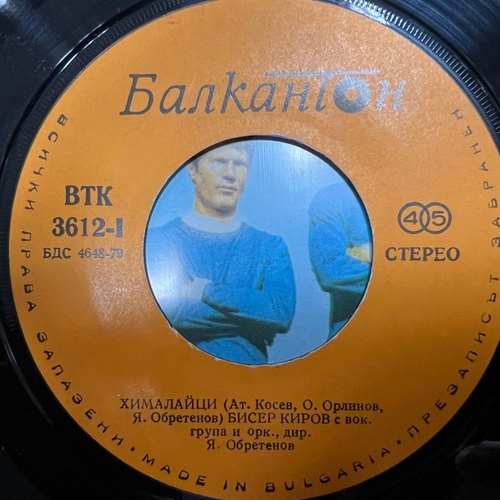 Балкантон
ВСИЧКИ ПРАВА ЗАПАЗЕНИ • MADE IN BULGARIA • ПРЕЗАПИСЪТ ЗАБРАНЕН
ВТК
3612-I
БДС 4648-70
45
СТЕРЕО
ХИМАЛАЙЦИ (Ат. Косев, О. Орлинов,
Я. Обретенов) БИСЕР КИРОВ с вок.
група и орк., дир.
Я. Обретенов